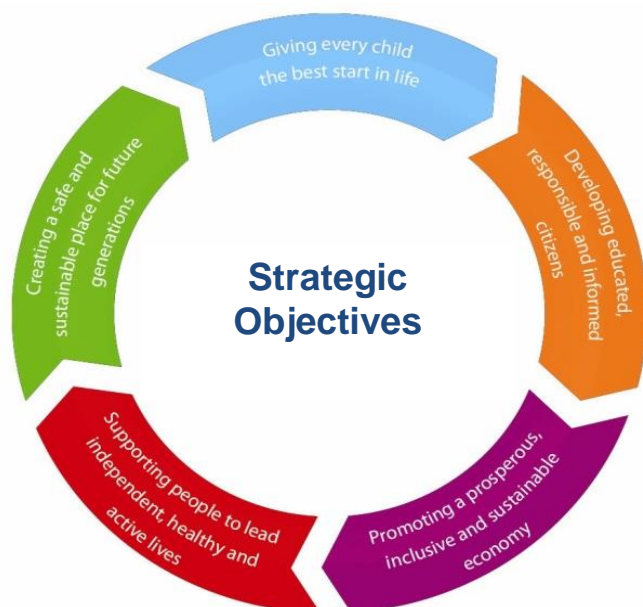 Giving every child
the best start in life
Developing educated,
responsible and informed
citizens
Promoting a prosperous,
inclusive and sustainable
economy
Supporting people to lead
independent, healthy and
active lives
Creating a safe and
sustainable place for future
generations
Strategic
Objectives